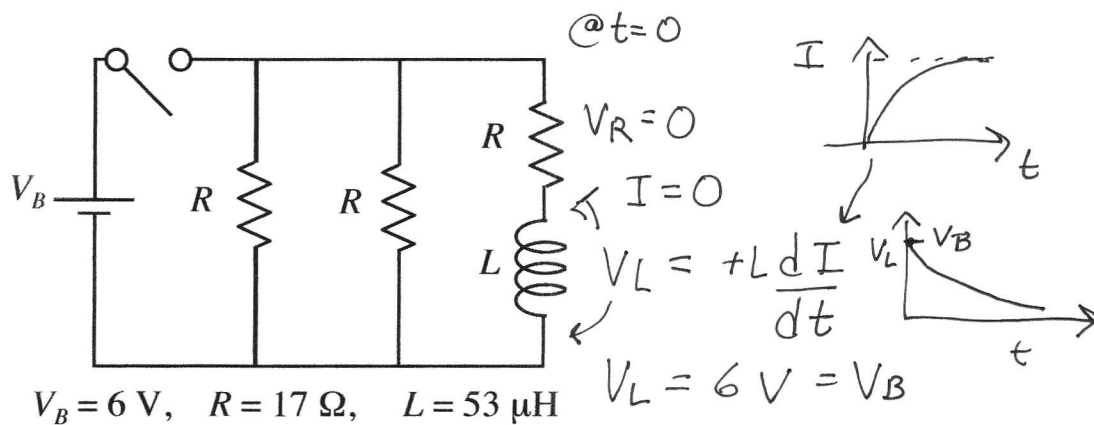 @t=0
I
t
V_R = 0
R
V_B
R
R
I = 0
V_L
V_B
L
V_L = +L dI/dt
t
V_L = 6 V = V_B
V_B = 6 V, R = 17 Ω, L = 53 μH